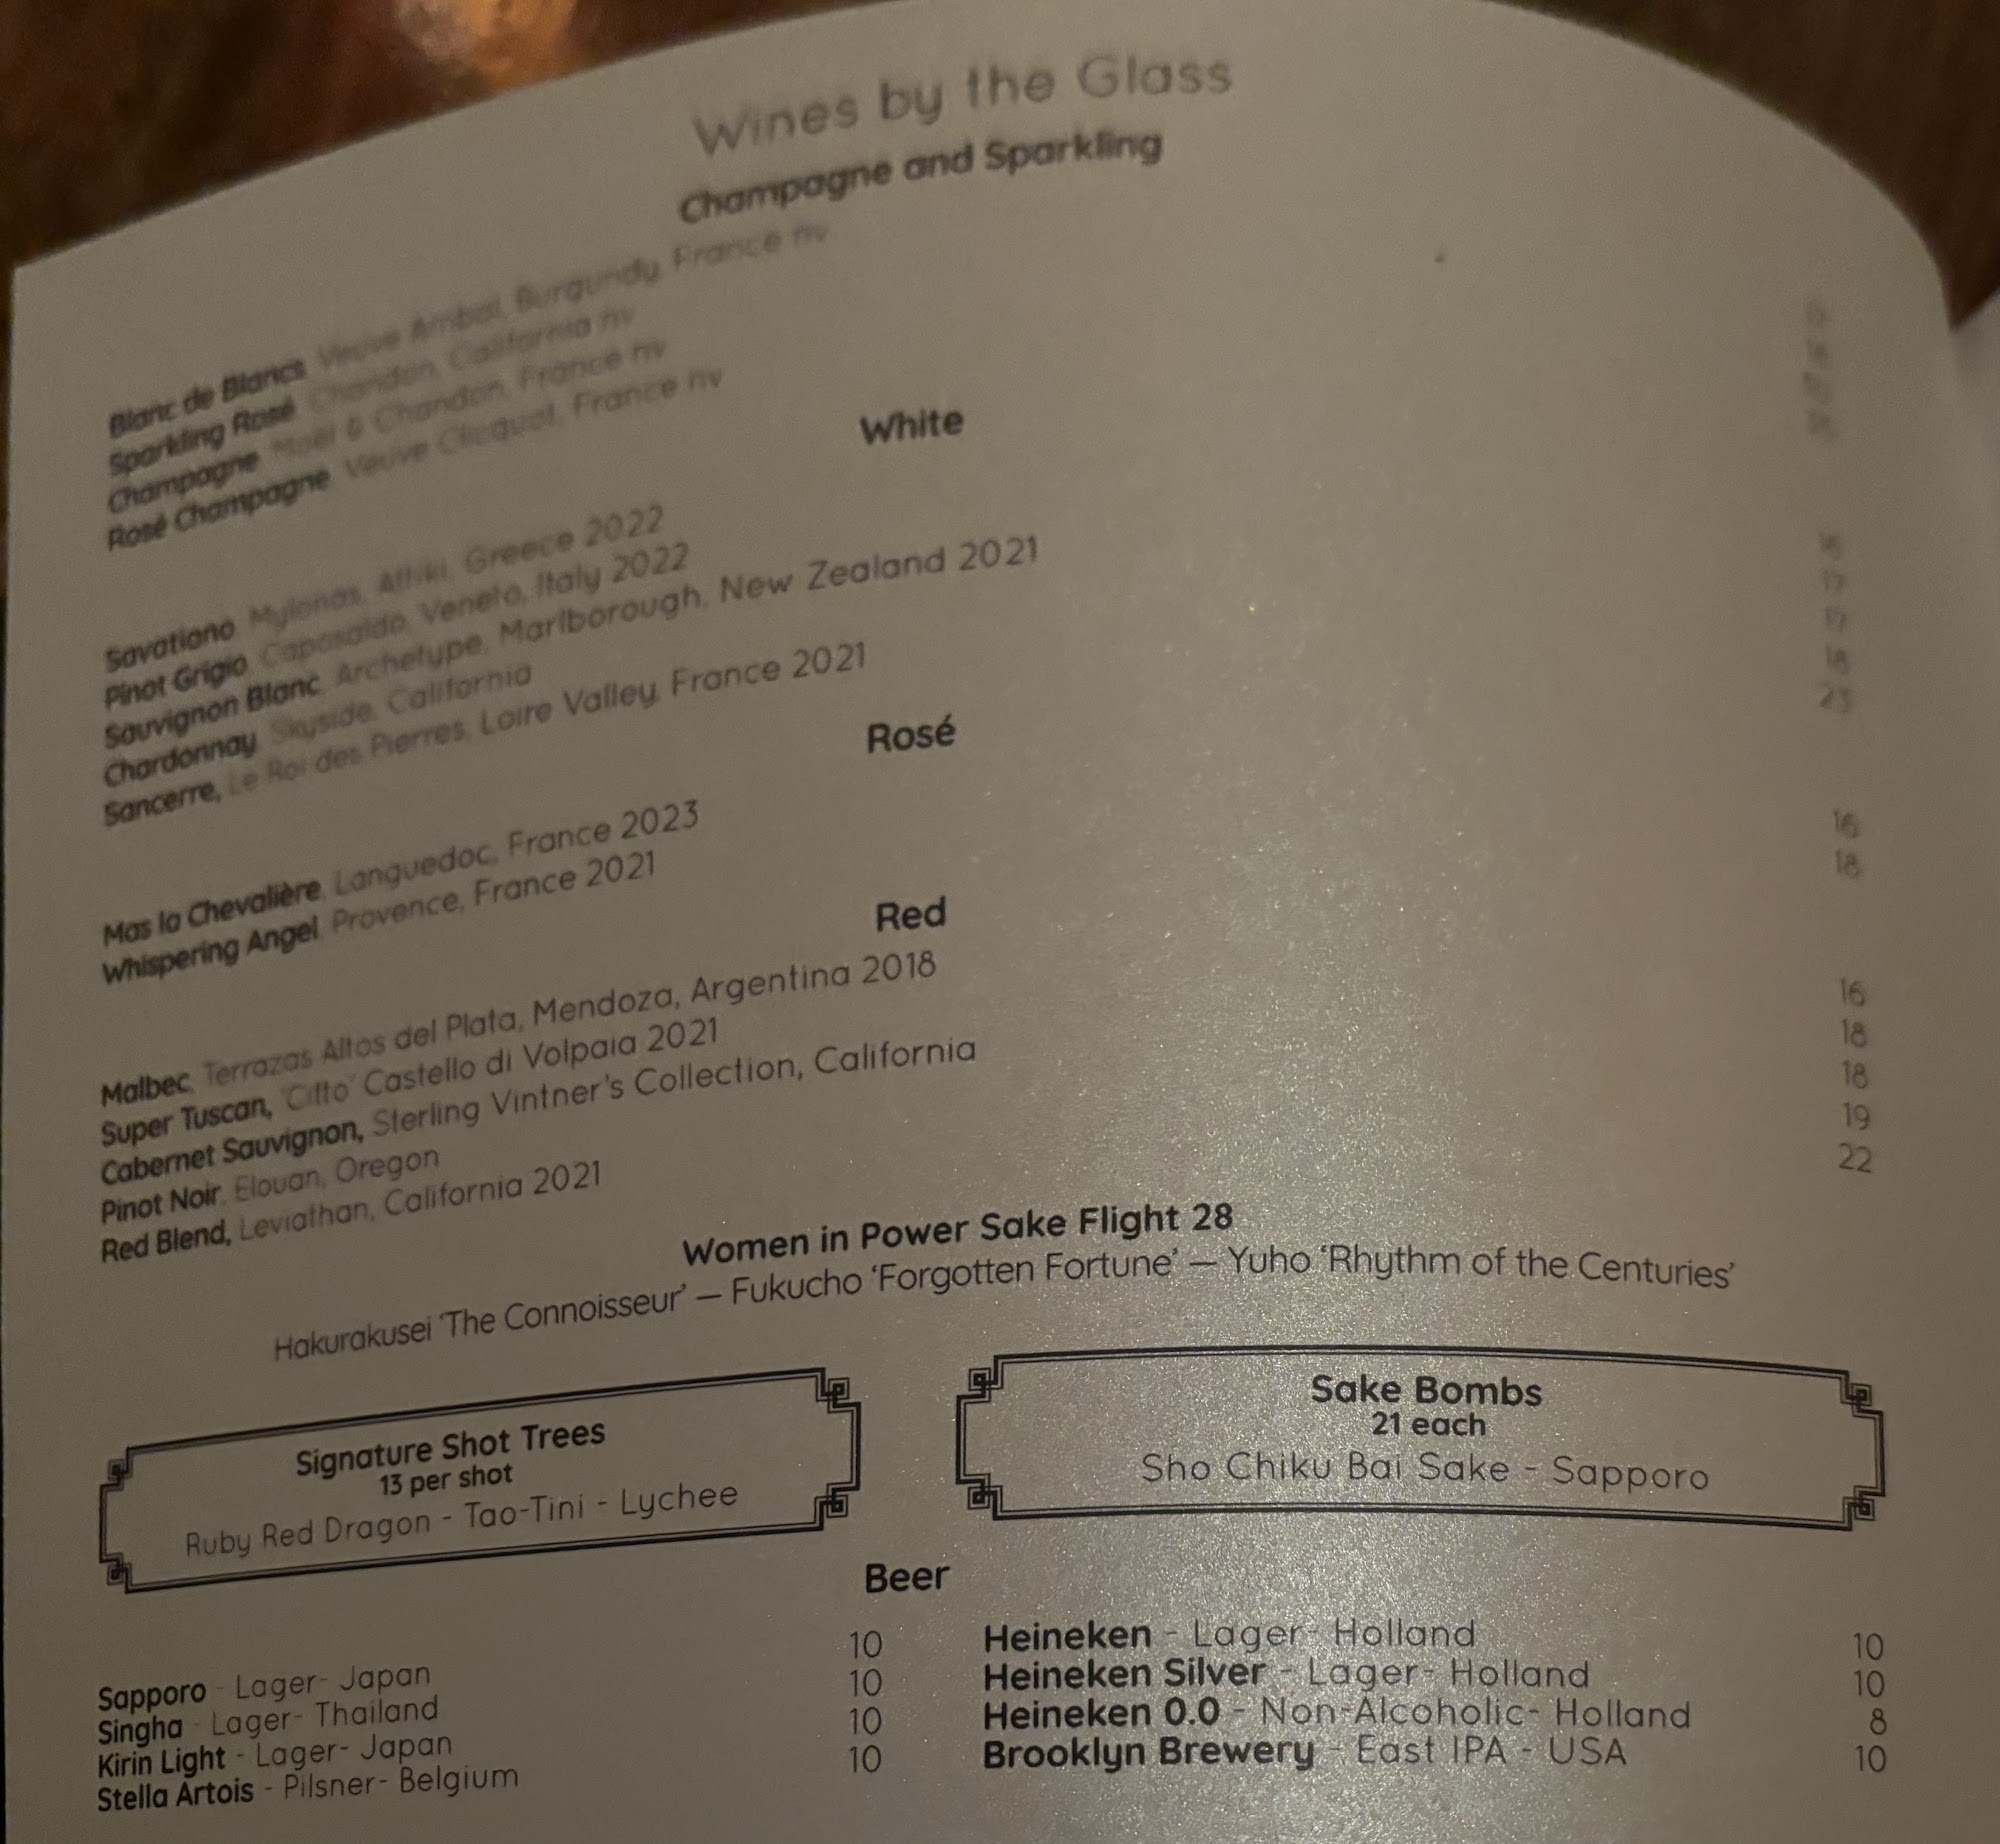 Wines by the Glass
Champagne and Sparkling
Blanc de Blancs, Veuve Ambal, Burgundy, France nv
Sparkling Rosé, Chandon, California nv
Champagne, Moët & Chandon, France nv
Rosé Champagne, Veuve Clicquot, France nv
White
Savatiano, Mylonas, Attiki, Greece 2022 16
Pinot Grigio, Caposaldo, Veneto, Italy 2022 17
Sauvignon Blanc, Archetype, Marlborough, New Zealand 2021 17
Chardonnay, Skyside, California 18
Sancerre, Le Roi des Pierres, Loire Valley, France 2021 23
Rosé
Mas la Chevalière, Languedoc, France 2023 16
Whispering Angel, Provence, France 2021 18
Red
Malbec, Terrazas Altos del Plata, Mendoza, Argentina 2018 16
Super Tuscan, 'Citto' Castello di Volpaia 2021 18
Cabernet Sauvignon, Sterling Vintner's Collection, California 18
Pinot Noir, Elouan, Oregon 19
Red Blend, Leviathan, California 2021 22
Women in Power Sake Flight 28
Hakurakusei 'The Connoisseur' — Fukucho 'Forgotten Fortune' — Yuho 'Rhythm of the Centuries'
Signature Shot Trees
13 per shot
Ruby Red Dragon - Tao-Tini - Lychee
Sake Bombs
21 each
Sho Chiku Bai Sake - Sapporo
Beer
Sapporo - Lager- Japan 10
Singha - Lager- Thailand 10
Kirin Light - Lager- Japan 10
Stella Artois - Pilsner- Belgium 10
Heineken - Lager- Holland 10
Heineken Silver - Lager- Holland 10
Heineken 0.0 - Non-Alcoholic- Holland 8
Brooklyn Brewery - East IPA - USA 10